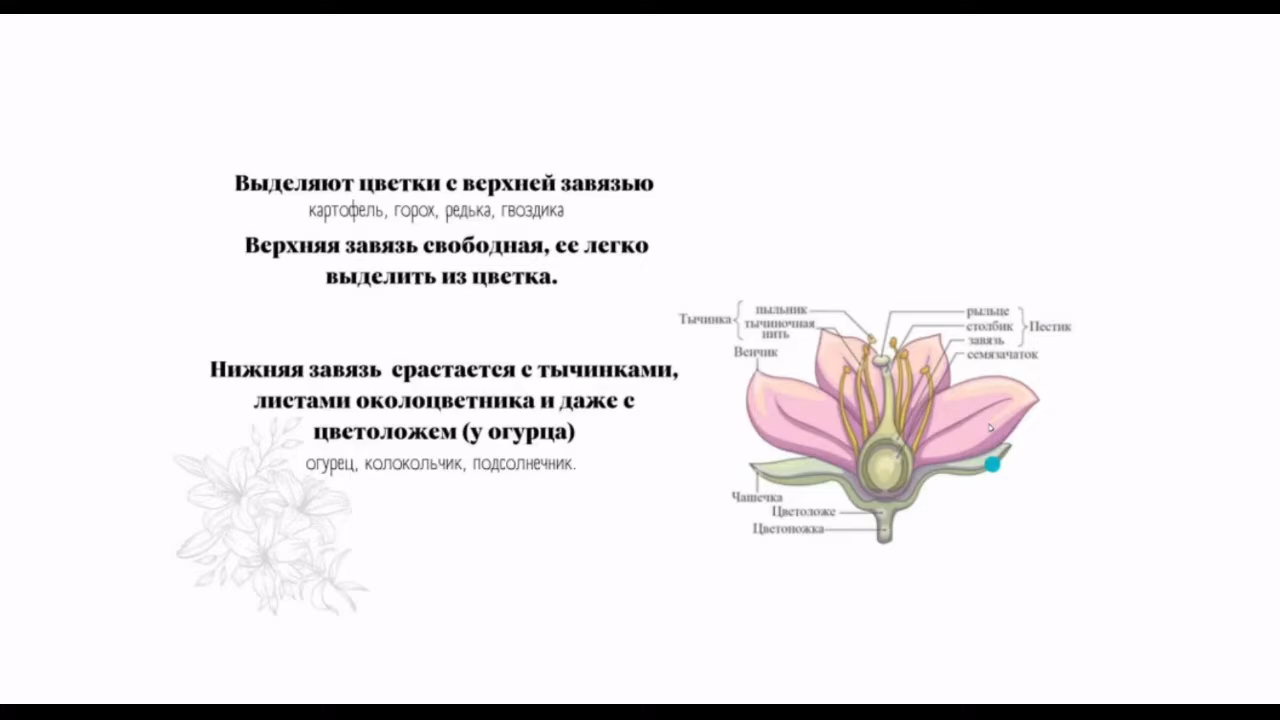 Выделяют цветки с верхней завязью
картофель, горох, редька, гвоздика
Верхняя завязь свободная, ее легко
выделить из цветка.
Нижняя завязь срастается с тычинками,
листами околоцветника и даже с
цветоложем (у огурца)
огурец, колокольчик, подсолнечник.
Тычинка
пыльник
тычиночная
нить
Венчик
рыльце
столбик
завязь
семязачаток
Пестик
Чашечка
Цветоложе
Цветоножка